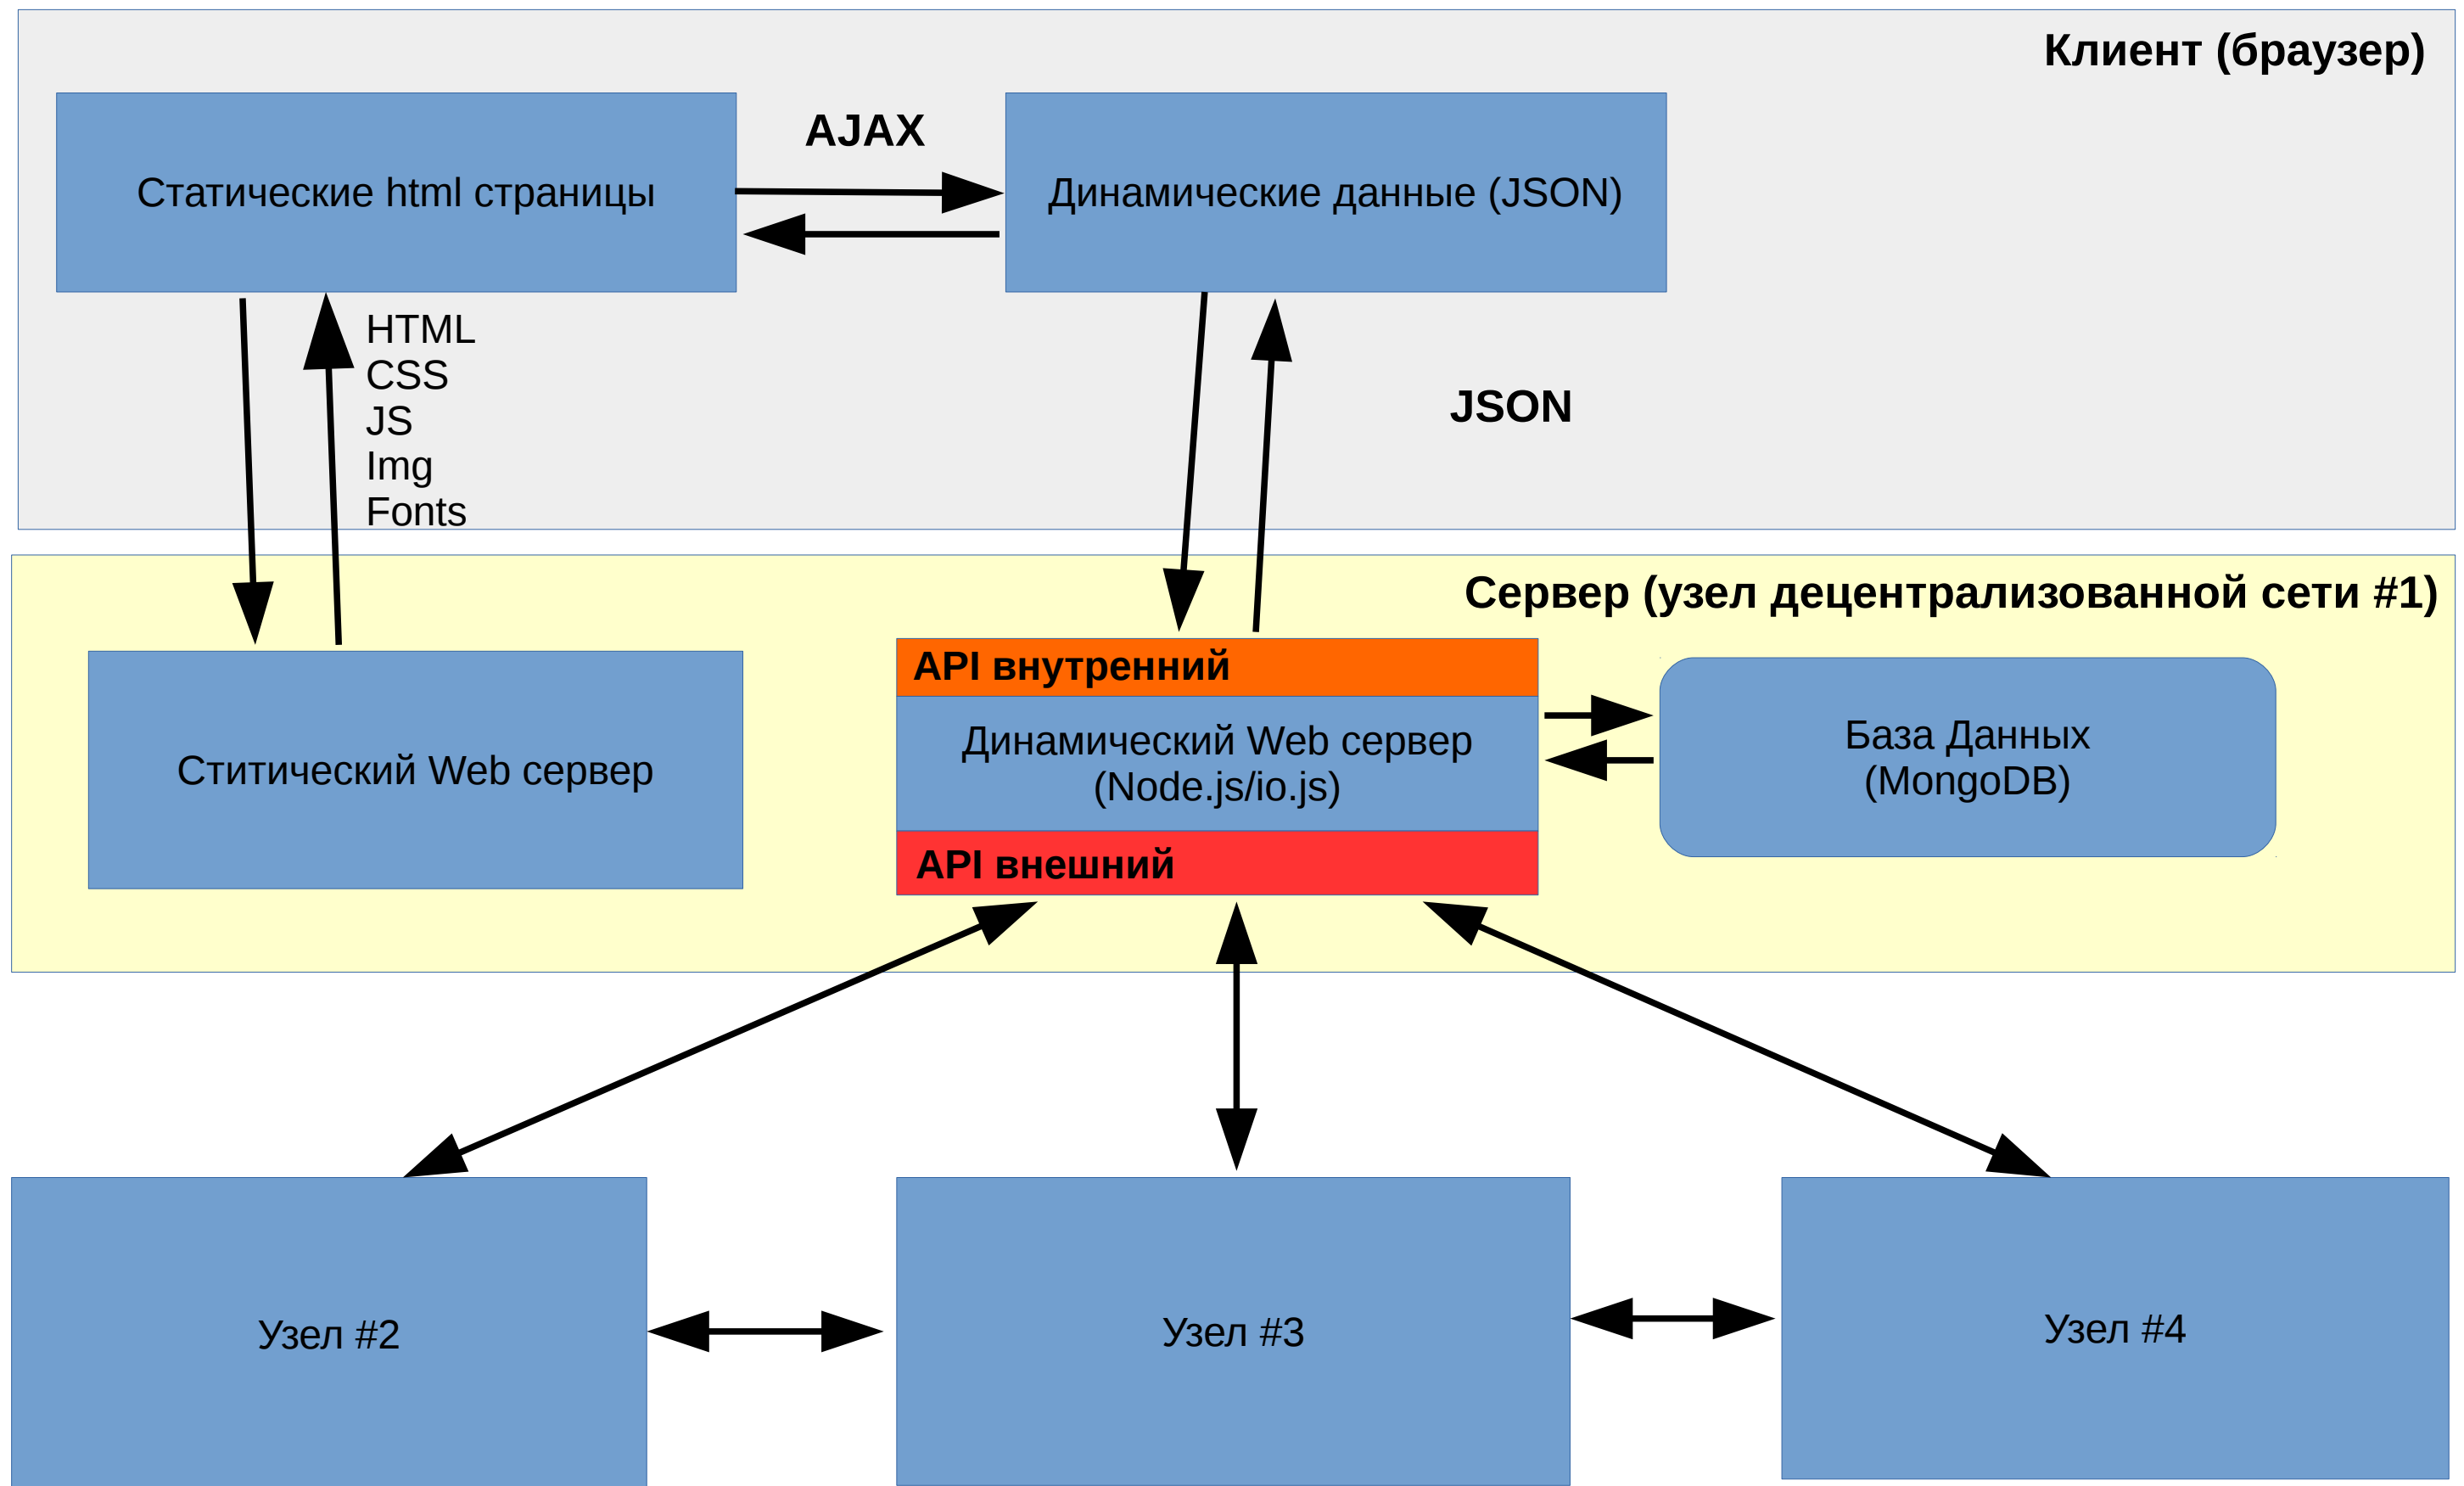 Клиент (браузер)
AJAX
Статические html страницы
Динамические данные (JSON)
HTML
CSS
JS
Img
Fonts
JSON
Сервер (узел децентрализованной сети #1)
API внутренний
Динамический Web сервер
(Node.js/io.js)
API внешний
Ститический Web сервер
База Данных
(MongoDB)
Узел #2
Узел #3
Узел #4